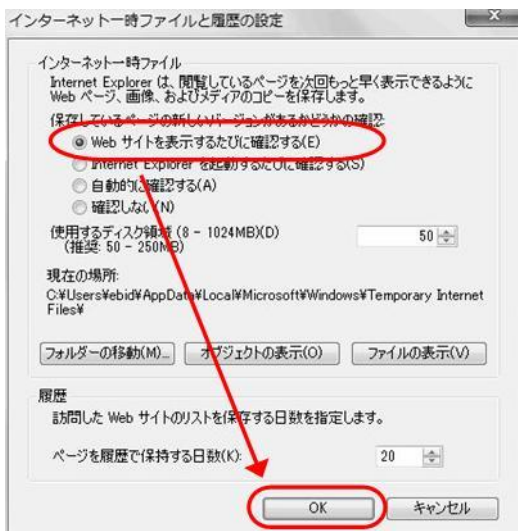 インターネット一時ファイルと履歴の設定
インターネット一時ファイル
Internet Explorer は、閲覧しているページを次回もっと早く表示できるように
Web ページ、画像、およびメディアのコピーを保存します。
保存しているページの新しいバージョンがあるかどうかの確認:
Web サイトを表示するたびに確認する(E)
Internet Explorer を起動するたびに確認する(S)
自動的に確認する(A)
確認しない(N)
使用するディスク領域 (8 - 1024MB)(D)
50
(推奨: 50 - 250MB)
現在の場所:
C:¥Users¥ebid¥AppData¥Local¥Microsoft¥Windows¥Temporary Internet
Files¥
フォルダーの移動(M)... オブジェクトの表示(O) ファイルの表示(V)
履歴
訪問した Web サイトのリストを保存する日数を指定します。
ページを履歴で保持する日数(K): 20
OK キャンセル